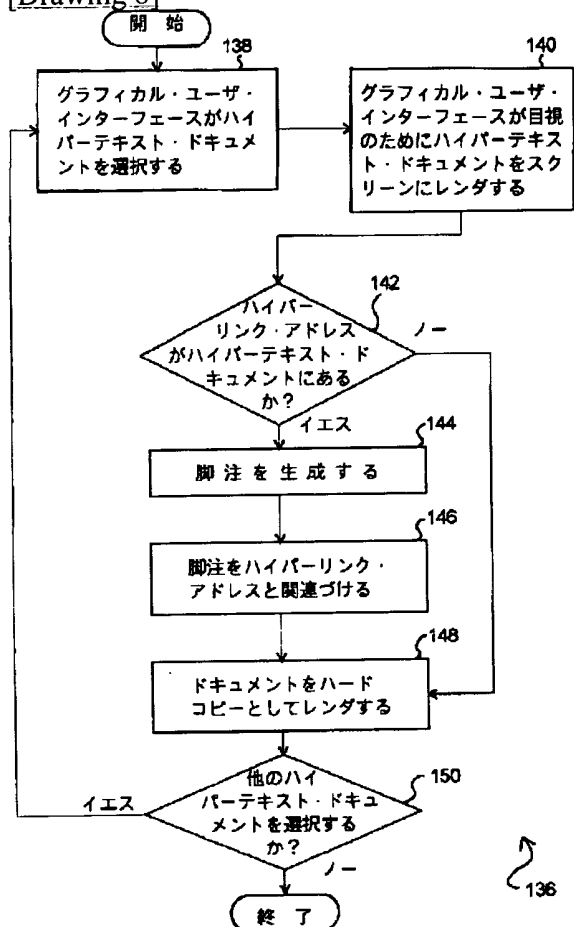 [Drawing 8]
開 始
138
グラフィカル・ユーザ・
インターフェースがハイ
パーテキスト・ドキュメ
ントを選択する
140
グラフィカル・ユーザ・
インターフェースが目視
のためにハイパーテキス
ト・ドキュメントをスク
リーンにレンダする
142
ハイパー
リンク・アドレス
がハイパーテキスト・ド
キュメントにある
か?
ノー
イエス
144
脚 注 を 生 成 す る
146
脚注をハイパーリンク・
アドレスと関連づける
148
ドキュメントをハード
コピーとしてレンダする
150
他のハイ
パーテキスト・ドキュ
メントを選択する
か?
イエス
ノー
136
終 了